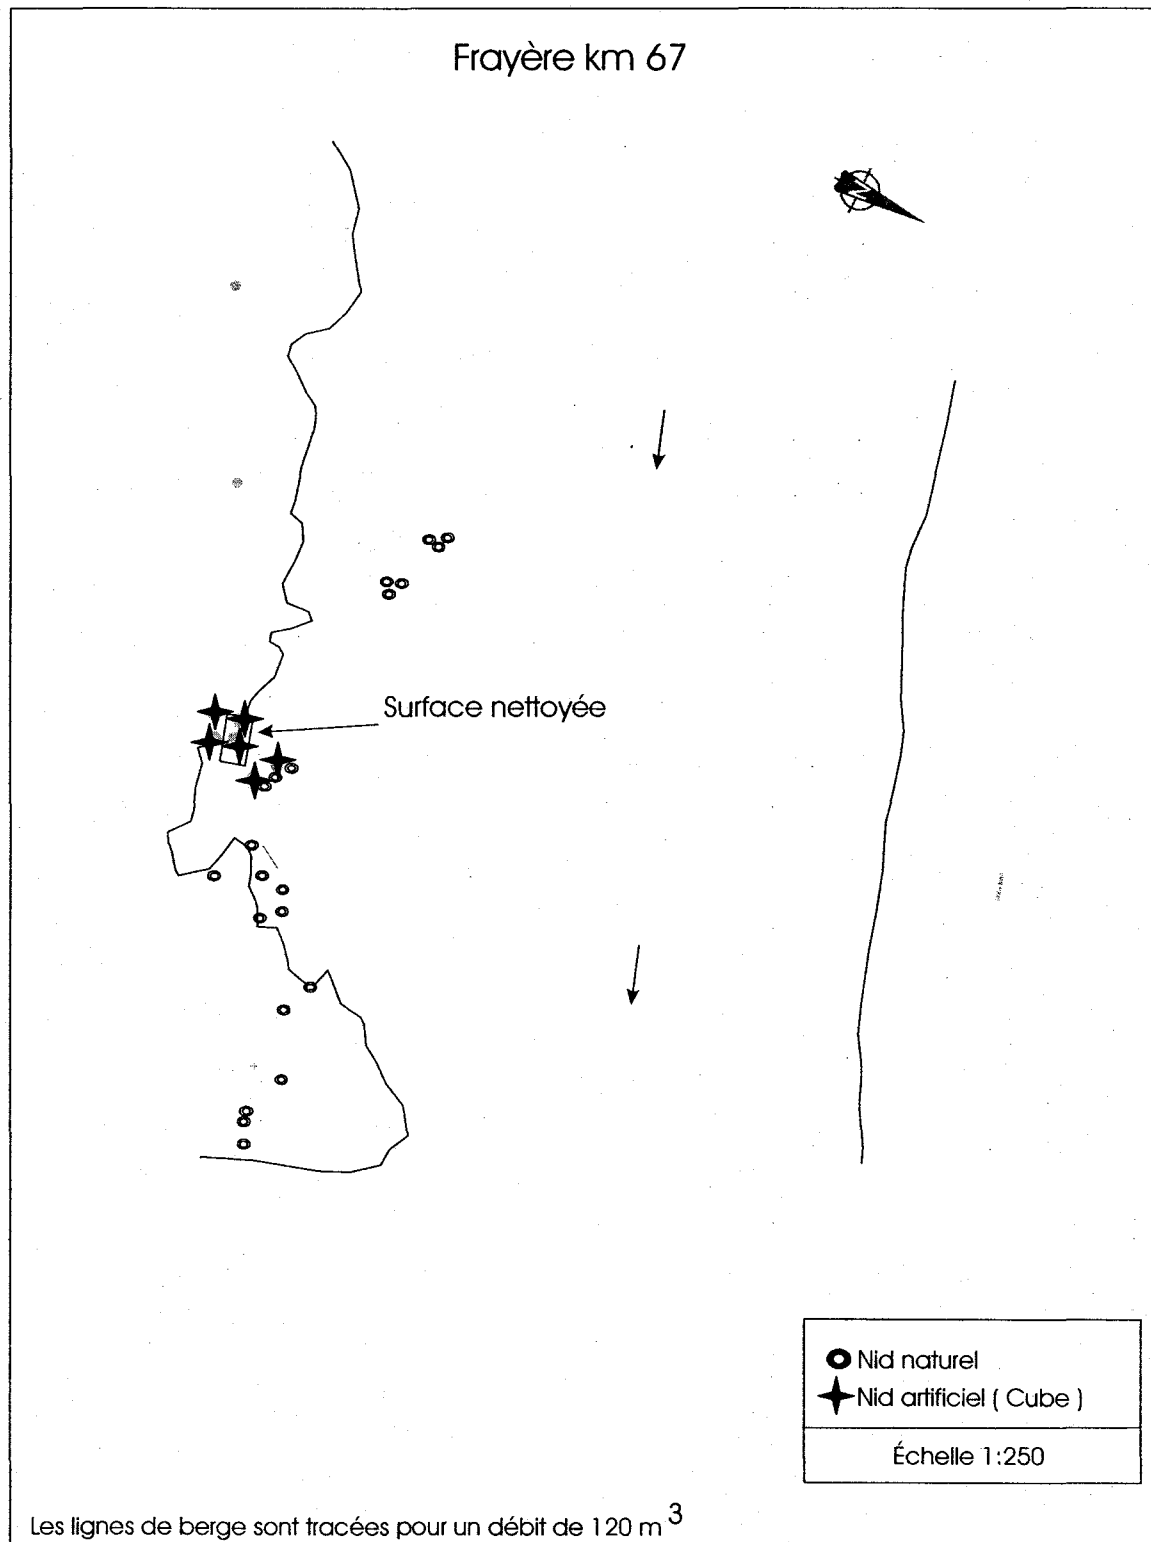 Frayère km 67
Surface nettoyée
Nid naturel
Nid artificiel ( Cube )
Échelle 1:250
Les lignes de berge sont tracées pour un débit de 120 m³